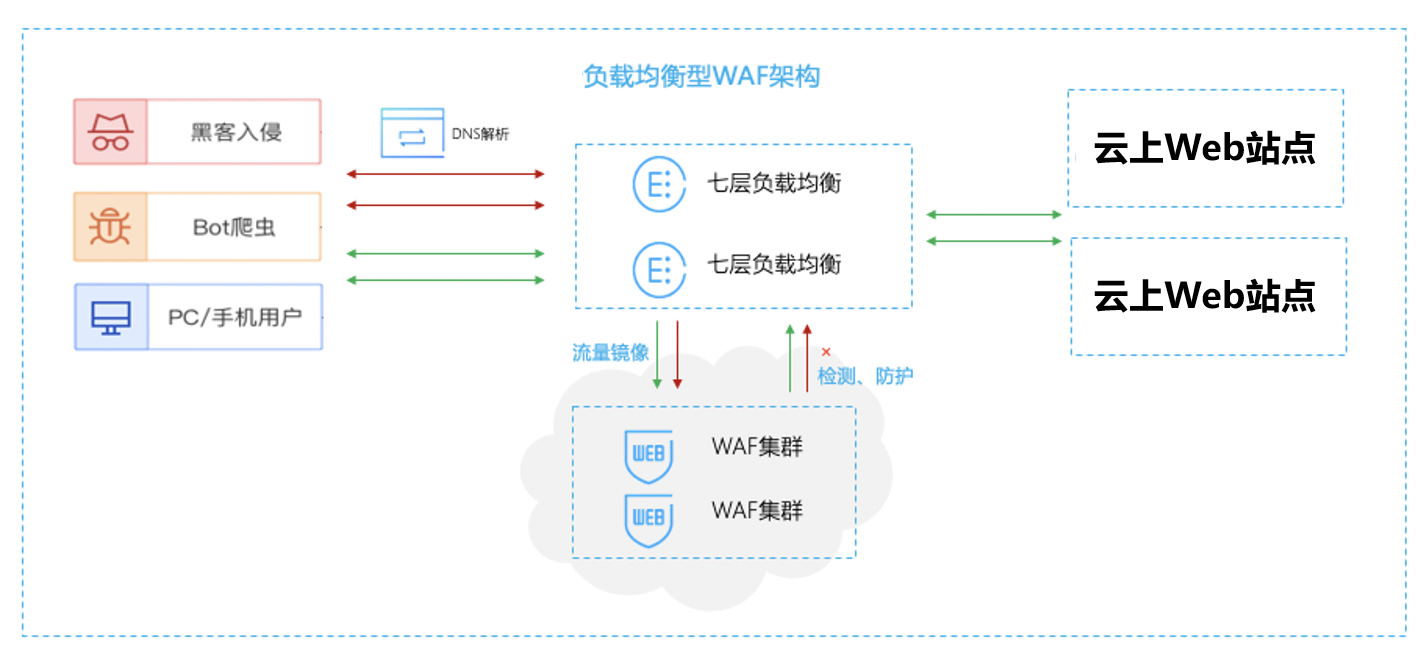 负载均衡型WAF架构
黑客入侵
DNS解析
Bot爬虫
PC/手机用户
七层负载均衡
七层负载均衡
云上Web站点
云上Web站点
流量镜像
×
检测、防护
WEB
WAF集群
WEB
WAF集群